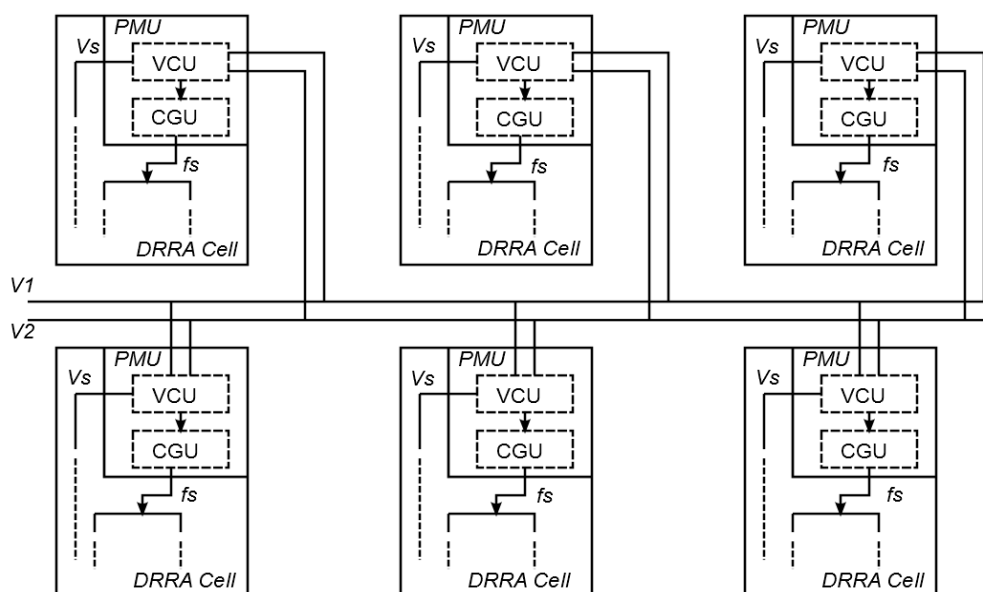 PMU
Vs
VCU
CGU
fs
DRRA Cell
PMU
Vs
VCU
CGU
fs
DRRA Cell
PMU
Vs
VCU
CGU
fs
DRRA Cell
V1
V2
PMU
Vs
VCU
CGU
fs
DRRA Cell
PMU
Vs
VCU
CGU
fs
DRRA Cell
PMU
Vs
VCU
CGU
fs
DRRA Cell